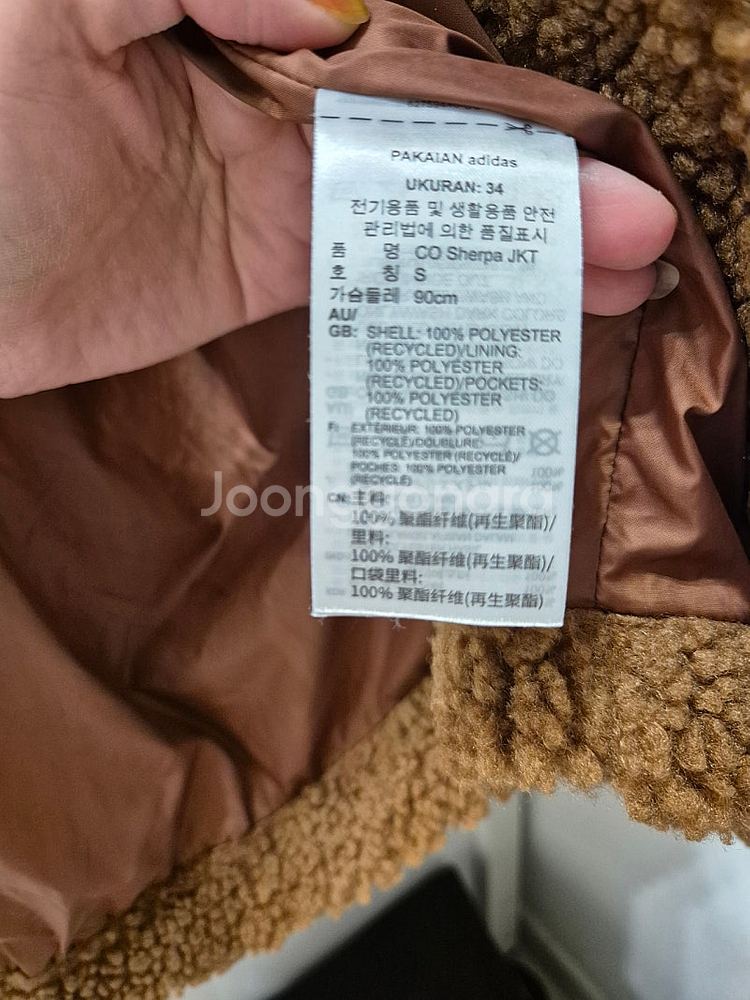 PAKAIAN adidas
UKURAN: 34
전기용품 및 생활용품 안전
관리법에 의한 품질표시
품 명 CO Sherpa JKT
호 칭 S
가슴둘레 90cm
AU/
GB: SHELL: 100% POLYESTER
(RECYCLED)/LINING:
100% POLYESTER
(RECYCLED)/POCKETS:
100% POLYESTER
(RECYCLED)
F: EXTÉRIEUR: 100% POLYESTER
(RECYCLÉ)/DOUBLURE:
100% POLYESTER (RECYCLÉ)/
POCHES: 100% POLYESTER
(RECYCLÉ)
CN: 主料:
100% 聚酯纤维(再生聚酯)/
里料:
100% 聚酯纤维(再生聚酯)/
口袋里料:
100% 聚酯纤维(再生聚酯)
Joongonara